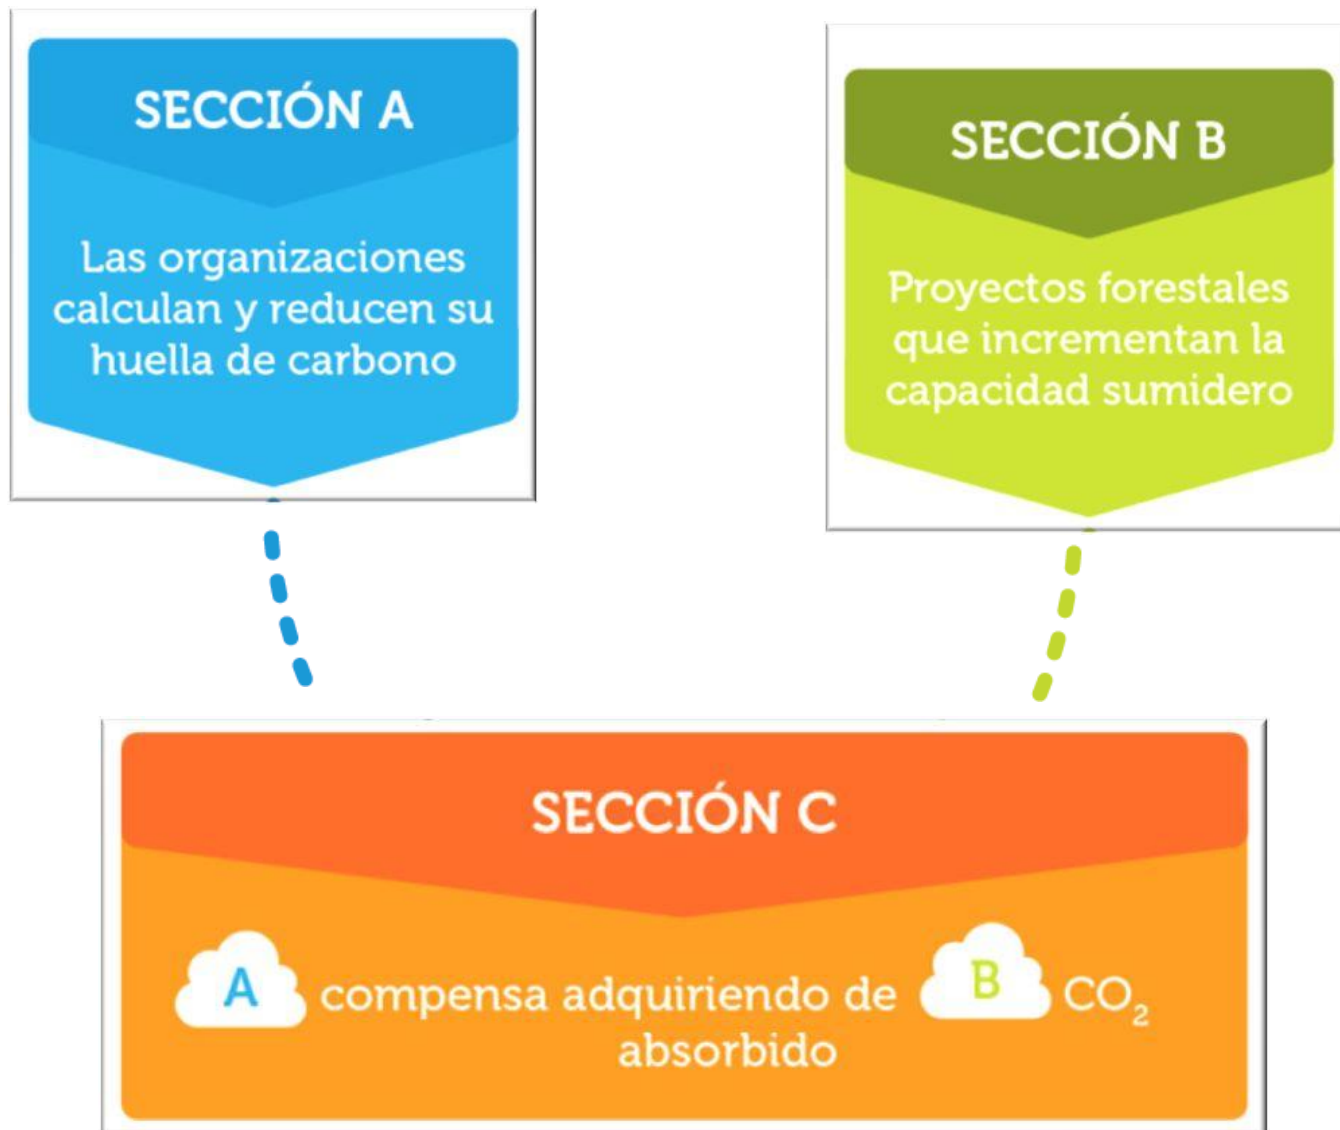 SECCIÓN A
Las organizaciones
calculan y reducen su
huella de carbono
SECCIÓN B
Proyectos forestales
que incrementan la
capacidad sumidero
SECCIÓN C
A compensa adquiriendo de B CO₂
absorbido